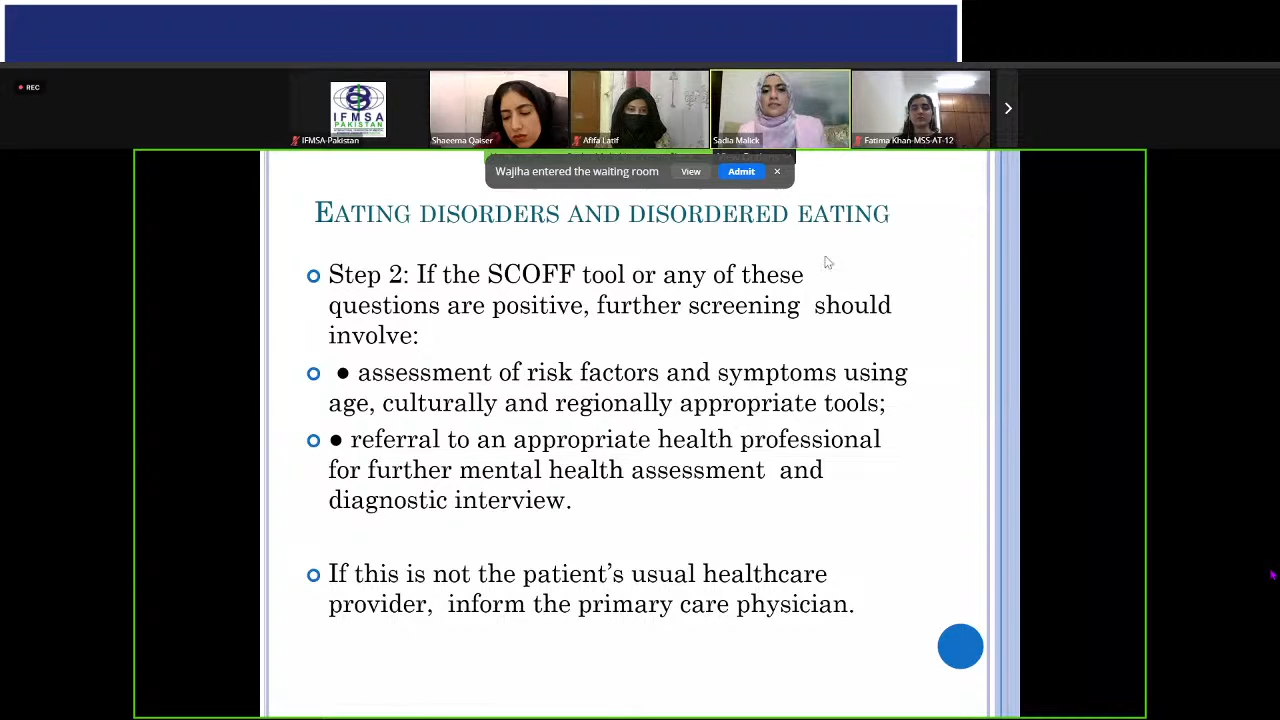 REC
IFMSA
PAKISTAN
IFMSA-Pakistan
Shaeema Qaiser
Afifa Latif
Sadia Malick
Fatima Khan-MSS-AT-12
Wajiha entered the waiting room
View
Admit
EATING DISORDERS AND DISORDERED EATING
Step 2: If the SCOFF tool or any of these
questions are positive, further screening should
involve:
● assessment of risk factors and symptoms using
age, culturally and regionally appropriate tools;
● referral to an appropriate health professional
for further mental health assessment and
diagnostic interview.
If this is not the patient's usual healthcare
provider, inform the primary care physician.